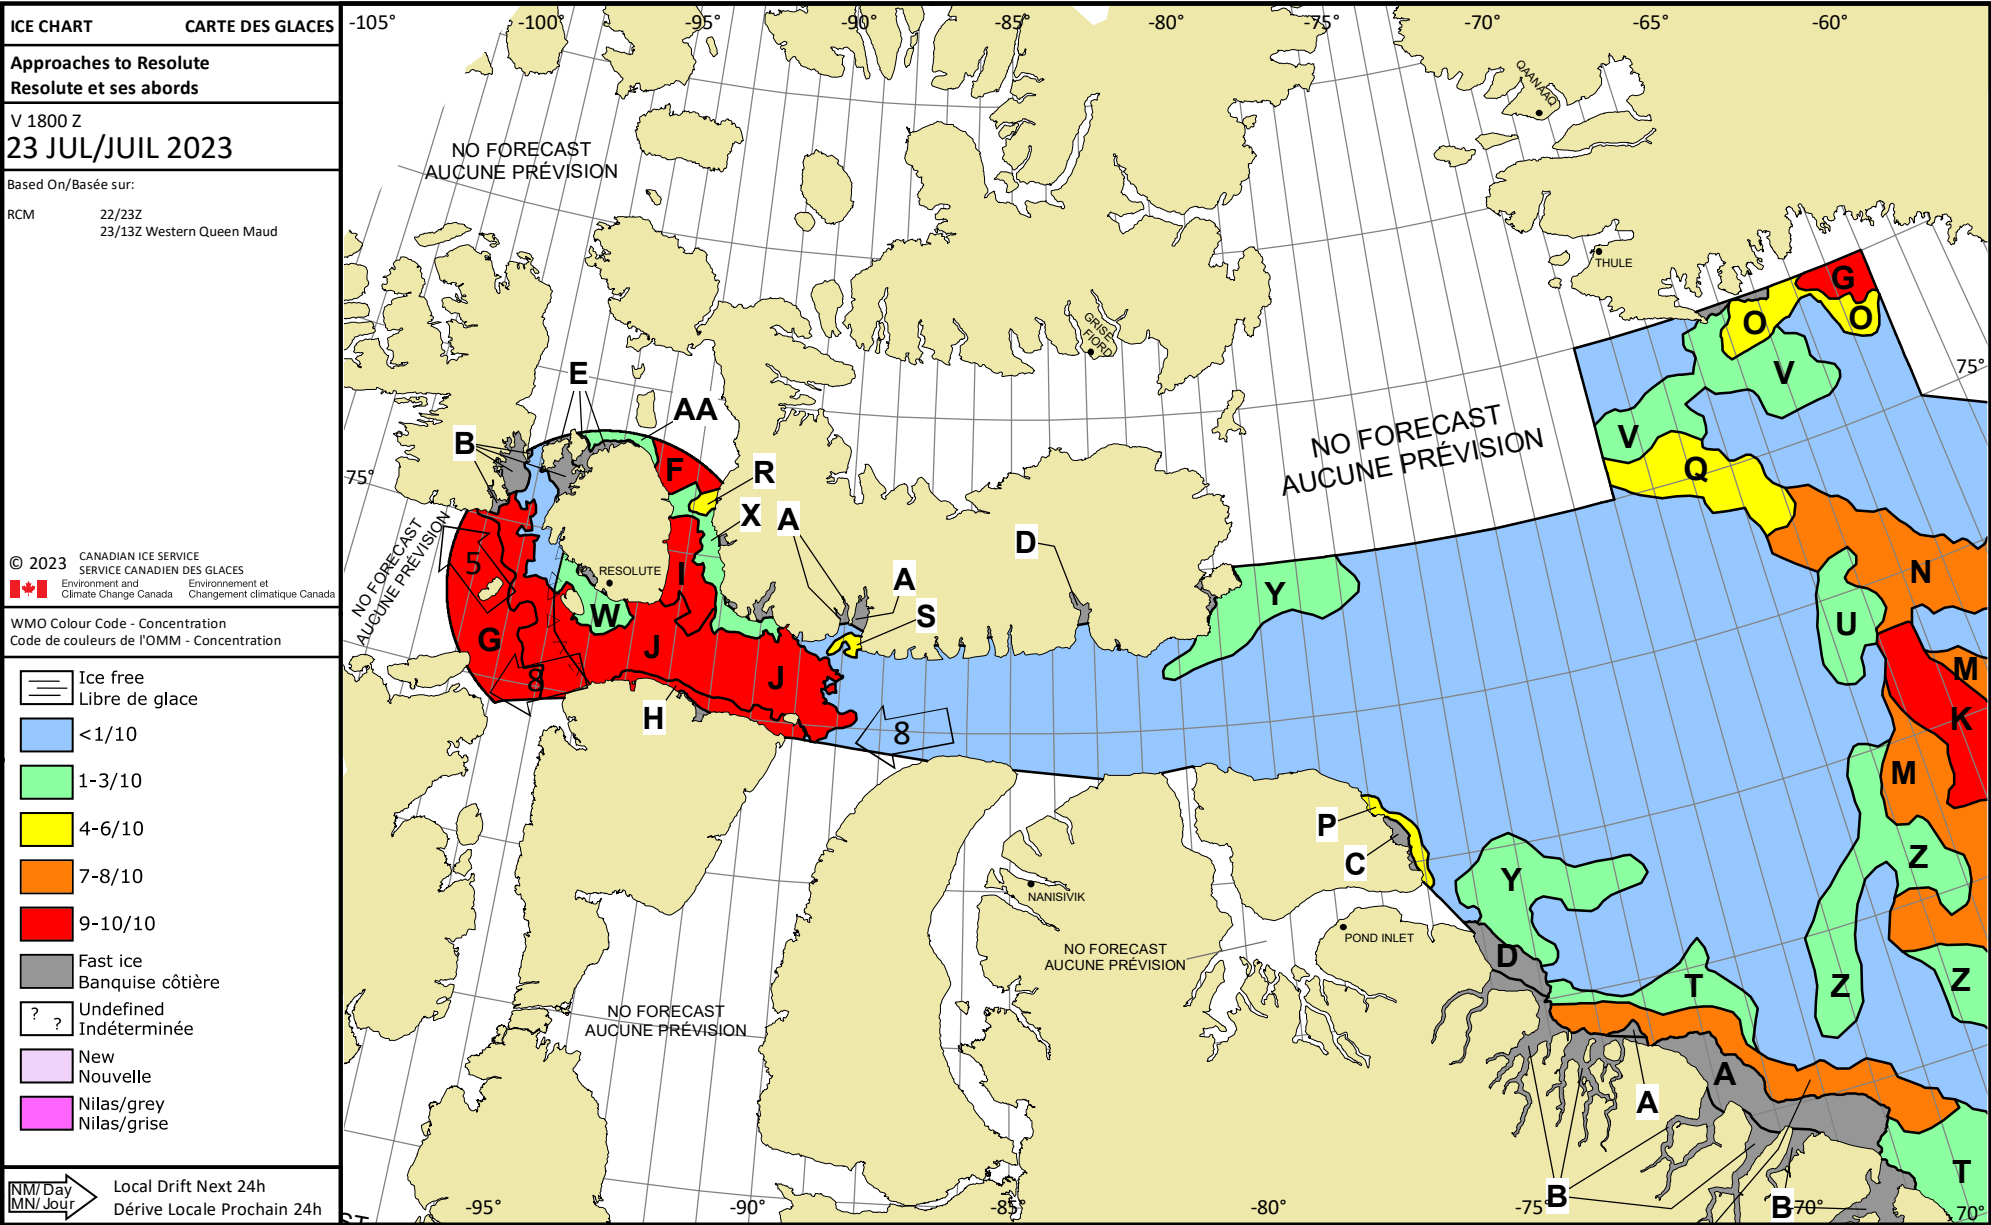 ICE CHART CARTE DES GLACES
Approaches to Resolute
Resolute et ses abords
V 1800 Z
23 JUL/JUIL 2023
Based On/Basée sur:
RCM 22/23Z
23/13Z Western Queen Maud
© 2023 CANADIAN ICE SERVICE
SERVICE CANADIEN DES GLACES
Environment and Environnement et
Climate Change Canada Changement climatique Canada
WMO Colour Code - Concentration
Code de couleurs de l'OMM - Concentration
Ice free
Libre de glace
<1/10
1-3/10
4-6/10
7-8/10
9-10/10
Fast ice
Banquise côtière
? ?
Undefined
Indéterminée
New
Nouvelle
Nilas/grey
Nilas/grise
NM/Day
MN/Jour
Local Drift Next 24h
Dérive Locale Prochain 24h
-105° -100° -95° -90° -85° -80° -75° -70° 65° -60°
QAANAAQ
NO FORECAST
AUCUNE PRÉVISION
THULE
G
O O
GRISE
FIORD
V
75°
E
AA
NO FORECAST
AUCUNE PRÉVISION
V
B
F
R
Q
75°
X A
NO FORECAST
AUCUNE PRÉVISION
D
5
RESOLUTE
I
A
Y
N
W
S
U
G
J
8
J
M
H
8
K
M
P
C
Z
Y
NANISIVIK
POND INLET
NO FORECAST
AUCUNE PRÉVISION
D
T
Z
Z
NO FORECAST
AUCUNE PRÉVISION
A
A
T
B
B
-95° -90° -85° -80° -75° -70° -70°